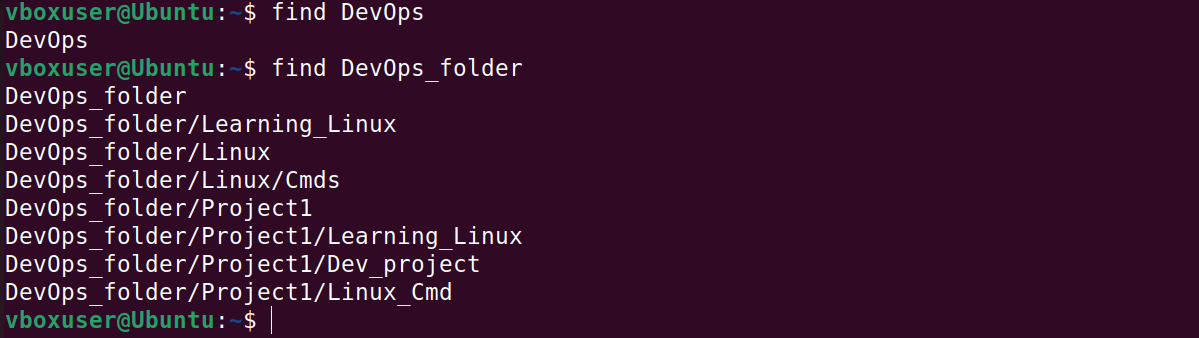 vboxuser@Ubuntu:~$ find DevOps
DevOps
vboxuser@Ubuntu:~$ find DevOps_folder
DevOps_folder
DevOps_folder/Learning_Linux
DevOps_folder/Linux
DevOps_folder/Linux/Cmds
DevOps_folder/Project1
DevOps_folder/Project1/Learning_Linux
DevOps_folder/Project1/Dev_project
DevOps_folder/Project1/Linux_Cmd
vboxuser@Ubuntu:~$